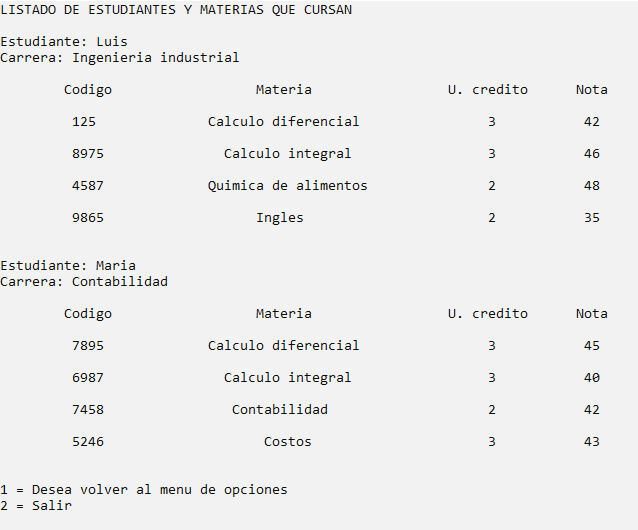 LISTADO DE ESTUDIANTES Y MATERIAS QUE CURSAN
Estudiante: Luis
Carrera: Ingenieria industrial
Codigo Materia U. credito Nota
125 Calculo diferencial 3 42
8975 Calculo integral 3 46
4587 Quimica de alimentos 2 48
9865 Ingles 2 35
Estudiante: Maria
Carrera: Contabilidad
Codigo Materia U. credito Nota
7895 Calculo diferencial 3 45
6987 Calculo integral 3 40
7458 Contabilidad 2 42
5246 Costos 3 43
1 = Desea volver al menu de opciones
2 = Salir